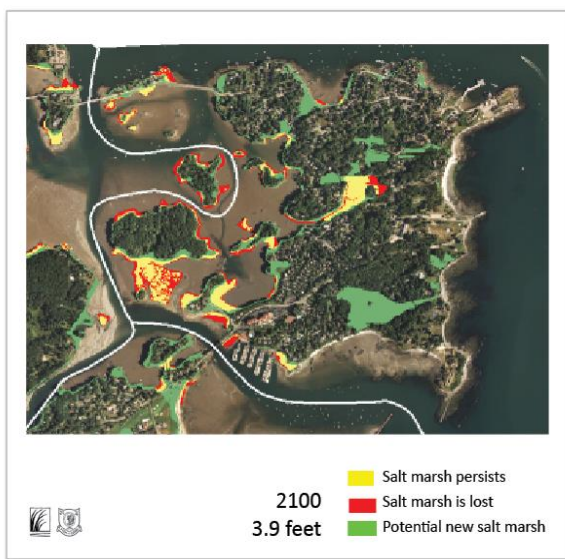 2100
3.9 feet
Salt marsh persists
Salt marsh is lost
Potential new salt marsh